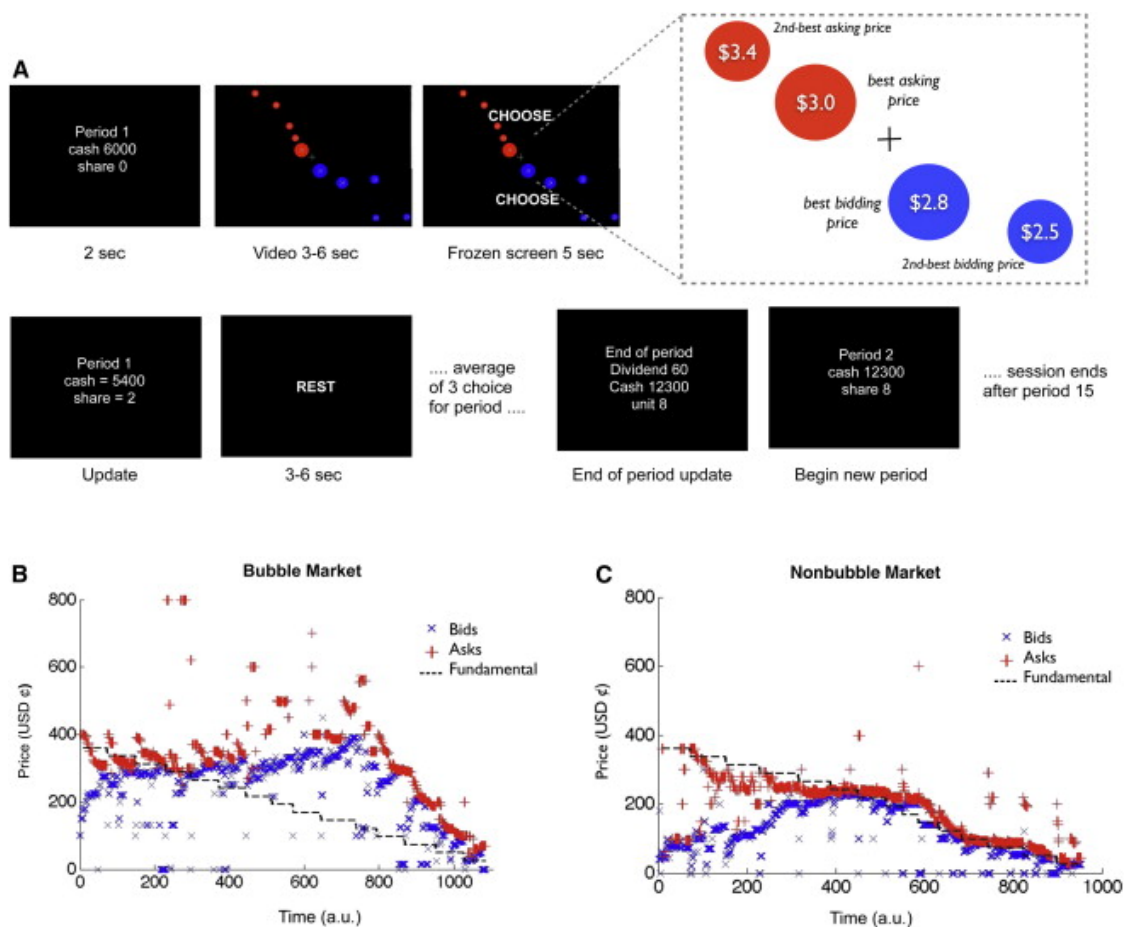 A
Period 1
cash 6000
share 0
2 sec
Video 3-6 sec
CHOOSE
CHOOSE
Frozen screen 5 sec
2nd-best asking price
$3.4
$3.0
best asking
price
best bidding
price
$2.8
$2.5
2nd-best bidding price
Period 1
cash = 5400
share = 2
Update
REST
3-6 sec
.... average
of 3 choice
for period ....
End of period
Dividend 60
Cash 12300
unit 8
End of period update
Period 2
cash 12300
share 8
Begin new period
.... session ends
after period 15
B
Bubble Market
Bids
Asks
Fundamental
Price (USD ¢)
800
600
400
200
0
0
200
400
600
800
1000
Time (a.u.)
C
Nonbubble Market
Bids
Asks
Fundamental
Price (USD ¢)
800
600
400
200
0
0
200
400
600
800
1000
Time (a.u.)